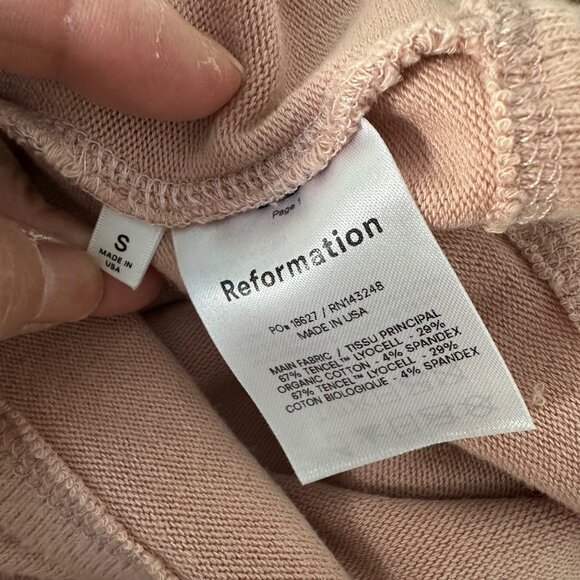 S
MADE IN
USA
Page 1
Reformation
PO# 18627 / RN143248
MADE IN USA
MAIN FABRIC / TISSU PRINCIPAL
67% TENCEL™ LYOCELL - 29%
ORGANIC COTTON - 4% SPANDEX
67% TENCEL™ LYOCELL - 29%
COTON BIOLOGIQUE - 4% SPANDEX